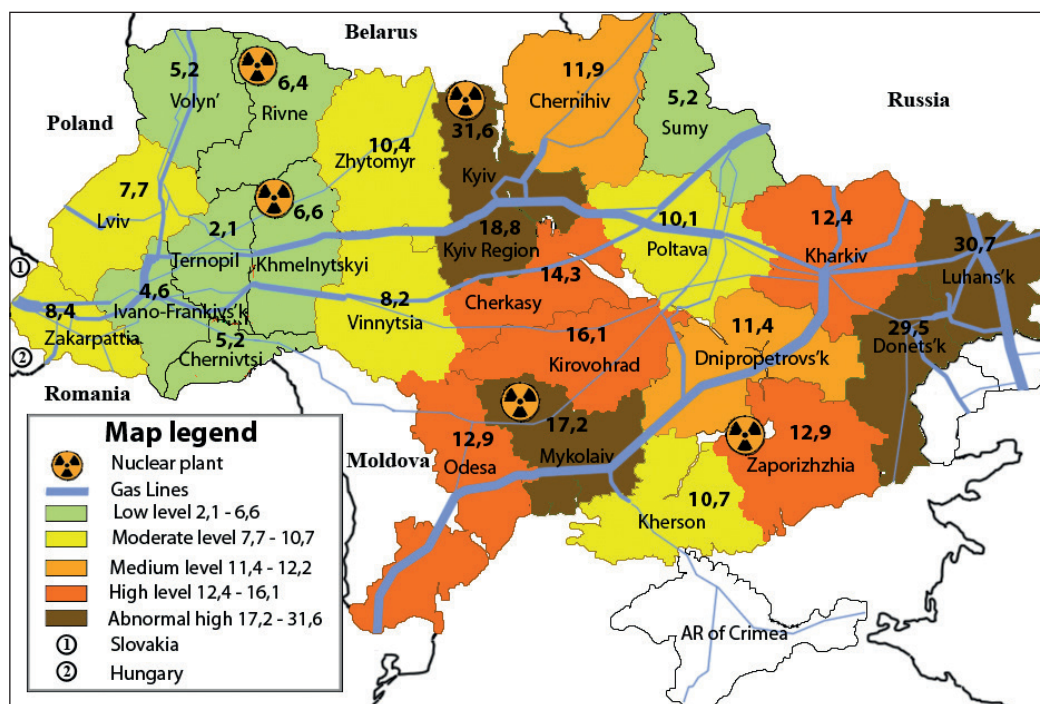 Belarus
Poland
Russia
Romania
Moldova
5,2
Volyn'
6,4
Rivne
10,4
Zhytomyr
31,6
Kyiv
11,9
Chernihiv
5,2
Sumy
7,7
Lviv
2,1
Ternopil
6,6
Khmelnytskyi
18,8
Kyiv Region
10,1
Poltava
12,4
Kharkiv
30,7
Luhans'k
14,3
Cherkasy
8,4
Zakarpattia
4,6
Ivano-Frankivs'k
5,2
Chernivtsi
8,2
Vinnytsia
16,1
Kirovohrad
11,4
Dnipropetrovs'k
29,5
Donets'k
12,9
Odesa
17,2
Mykolaiv
12,9
Zaporizhzhia
10,7
Kherson
AR of Crimea
1
2
Map legend
Nuclear plant
Gas Lines
Low level 2,1 - 6,6
Moderate level 7,7 - 10,7
Medium level 11,4 - 12,2
High level 12,4 - 16,1
Abnormal high 17,2 - 31,6
1 Slovakia
2 Hungary